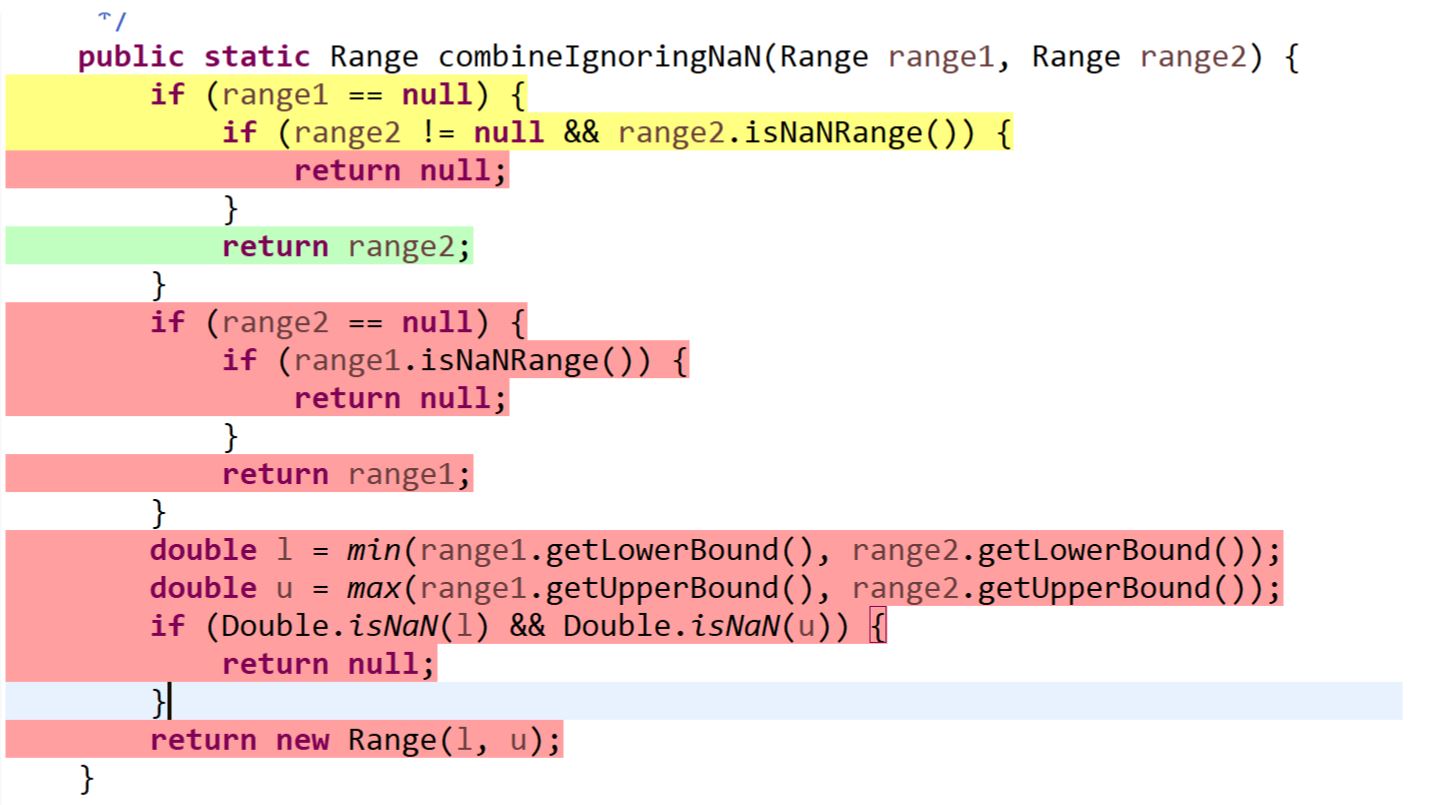 */
public static Range combineIgnoringNaN(Range range1, Range range2) {
if (range1 == null) {
if (range2 != null && range2.isNaNRange()) {
return null;
}
return range2;
}
if (range2 == null) {
if (range1.isNaNRange()) {
return null;
}
return range1;
}
double l = min(range1.getLowerBound(), range2.getLowerBound());
double u = max(range1.getUpperBound(), range2.getUpperBound());
if (Double.isNaN(l) && Double.isNaN(u)) {
return null;
}
return new Range(l, u);
}